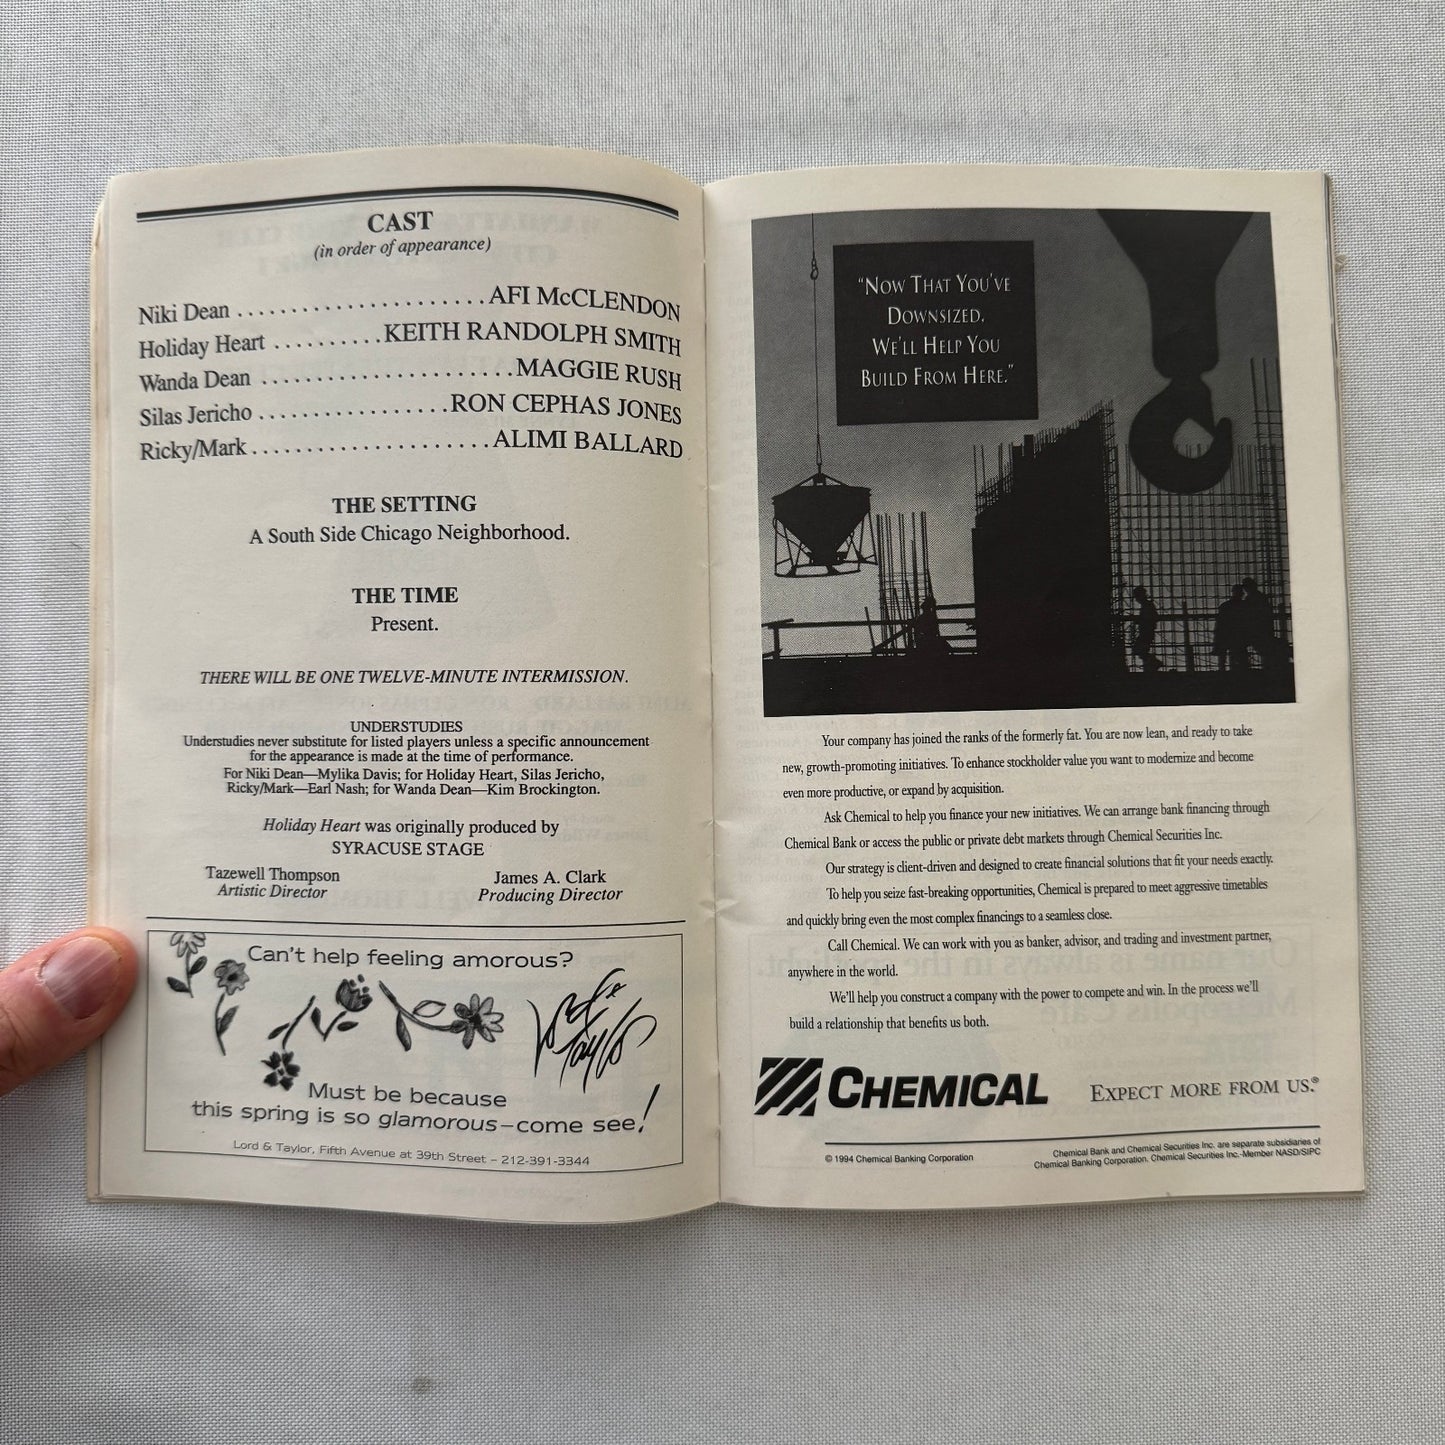 CAST
(in order of appearance)
Niki Dean . . . . . . . . . . . . . . . . . . . . . . AFI McCLENDON
Holiday Heart . . . . . . . . . . KEITH RANDOLPH SMITH
Wanda Dean . . . . . . . . . . . . . . . . . . . . . . MAGGIE RUSH
Silas Jericho . . . . . . . . . . . . . . . . . RON CEPHAS JONES
Ricky/Mark . . . . . . . . . . . . . . . . . . . . . ALIMI BALLARD
THE SETTING
A South Side Chicago Neighborhood.
THE TIME
Present.
THERE WILL BE ONE TWELVE-MINUTE INTERMISSION.
UNDERSTUDIES
Understudies never substitute for listed players unless a specific announcement
for the appearance is made at the time of performance.
For Niki Dean—Mylika Davis; for Holiday Heart, Silas Jericho,
Ricky/Mark—Earl Nash; for Wanda Dean—Kim Brockington.
Holiday Heart was originally produced by
SYRACUSE STAGE
Tazewell Thompson
Artistic Director
James A. Clark
Producing Director
Can't help feeling amorous?
Lord & Taylor
Must be because
this spring is so glamorous—come see!
Lord & Taylor, Fifth Avenue at 39th Street – 212-391-3344
"NOW THAT YOU'VE
DOWNSIZED,
WE'LL HELP YOU
BUILD FROM HERE."
Your company has joined the ranks of the formerly fat. You are now lean, and ready to take
new, growth-promoting initiatives. To enhance stockholder value you want to modernize and become
even more productive, or expand by acquisition.
Ask Chemical to help you finance your new initiatives. We can arrange bank financing through
Chemical Bank or access the public or private debt markets through Chemical Securities Inc.
Our strategy is client-driven and designed to create financial solutions that fit your needs exactly.
To help you seize fast-breaking opportunities, Chemical is prepared to meet aggressive timetables
and quickly bring even the most complex financings to a seamless close.
Call Chemical. We can work with you as banker, advisor, and trading and investment partner,
anywhere in the world.
We'll help you construct a company with the power to compete and win. In the process we'll
build a relationship that benefits us both.
CHEMICAL
EXPECT MORE FROM US.®
© 1994 Chemical Banking Corporation
Chemical Bank and Chemical Securities Inc. are separate subsidiaries of
Chemical Banking Corporation. Chemical Securities Inc.-Member NASD/SIPC